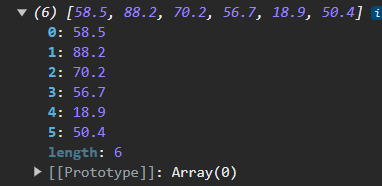 (6) [58.5, 88.2, 70.2, 56.7, 18.9, 50.4] i
0: 58.5
1: 88.2
2: 70.2
3: 56.7
4: 18.9
5: 50.4
length: 6
[[Prototype]]: Array(0)